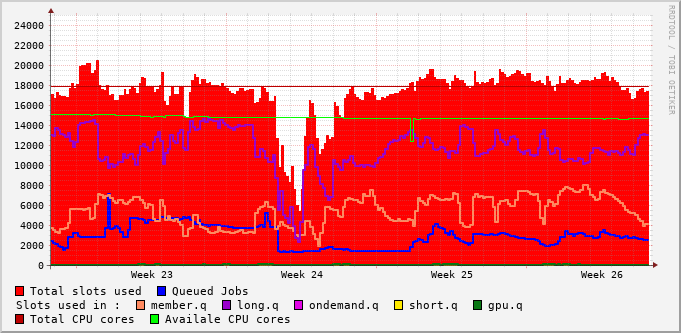 24000
22000
20000
18000
16000
14000
12000
10000
8000
6000
4000
2000
0
Week 23 Week 24 Week 25 Week 26
Total slots used Queued Jobs
Slots used in : member.q long.q ondemand.q short.q gpu.q
Total CPU cores Availale CPU cores
RRDTOOL / TOBI OETIKER